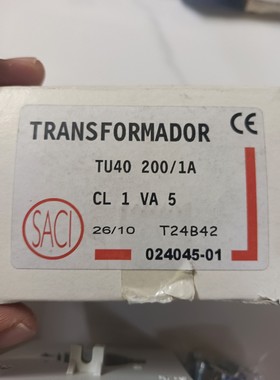 TRANSFORMADOR CE
TU40 200/1A
CL 1 VA 5
SACI
26/10 T24B42
024045-01